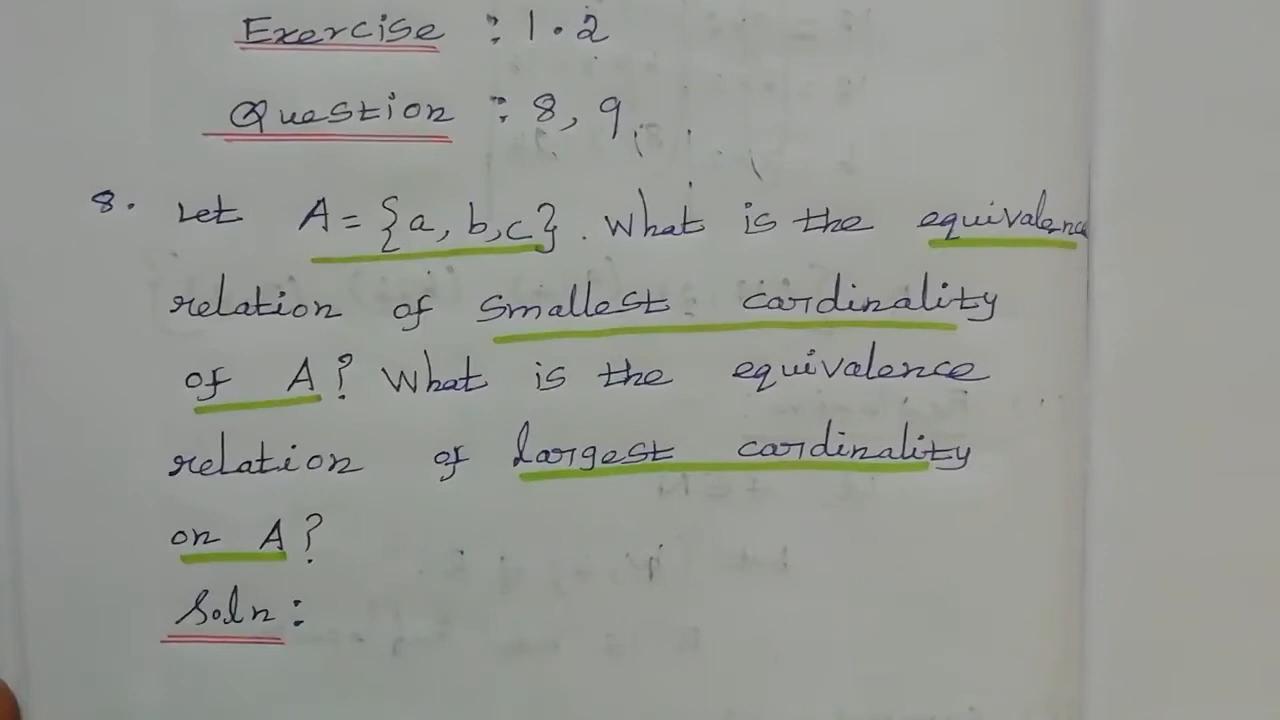 Exercise : 1.2
Question : 8, 9.
8. Let A = {a, b, c}. What is the equivalence
relation of smallest cardinality
of A? What is the equivalence
relation of largest cardinality
on A?
Soln :